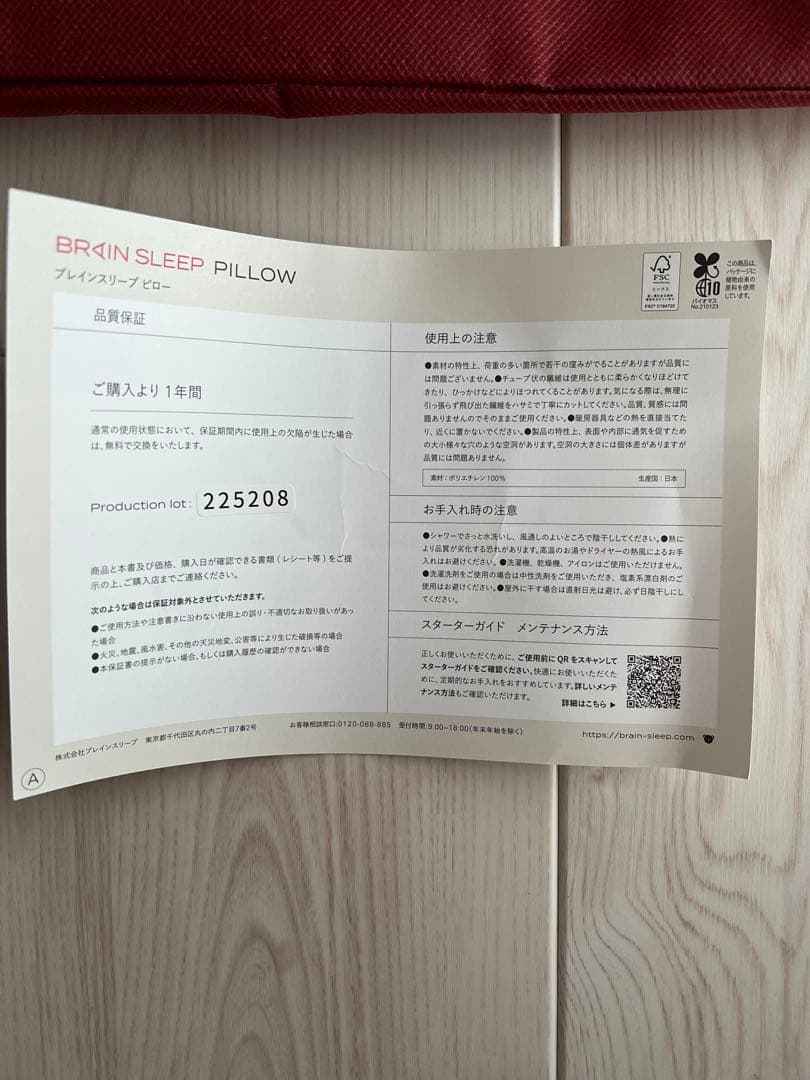 BRAIN SLEEP PILLOW
ブレインスリープ ピロー
FSC
www.fsc.org
ミックス
FSC® C164720
10
バイオマス
No.210123
この商品は、
パッケージに
植物由来の
原料を使用
しています。
品質保証
ご購入より 1年間
通常の使用状態において、保証期間内に使用上の欠陥が生じた場合
は、無料で交換をいたします。
Production lot: 225208
商品と本書及び価格、購入日が確認できる書類(レシート等)をご提
示の上、ご購入店までご連絡ください。
次のような場合は保証対象外とさせていただきます。
●ご使用方法や注意書きに沿わない使用上の誤り・不適切なお取り扱いがあっ
た場合
●火災、地震、風水害、その他の天災地変、公害等により生じた破損等の場合
●本保証書の提示がない場合、もしくは購入履歴の確認ができない場合
使用上の注意
●素材の特性上、荷重の多い箇所で若干の窪みがでることがありますが品質に
は問題ございません。●チューブ状の繊維は使用とともに柔らかくなりほどけて
きたり、ひっかけなどによりほつれてくることがあります。気になる際は、無理に
引っ張らず飛び出た繊維をハサミで丁寧にカットしてください。品質、質感には問
題ありませんのでそのままご使用ください。●暖房器具などの熱を直接当てた
り、近くに置かないでください。●製品の特性上、表面や内部に通気を促すため
の大小様々な穴のような空洞があります。空洞の大きさには個体差がありますが
品質には問題ありません。
素材:ポリエチレン100% 生産国:日本
お手入れ時の注意
●シャワーでさっと水洗いし、風通しのよいところで陰干ししてください。●熱に
より品質が劣化する恐れがあります。高温のお湯やドライヤーの熱風によるお手
入れはお避けください。●洗濯機、乾燥機、アイロンはご使用いただけません。
●洗濯洗剤をご使用の場合は中性洗剤をご使用いただき、塩素系漂白剤のご
使用はお避けください。●屋外に干す場合は直射日光は避け、必ず日陰干しにし
てください。
スターターガイド メンテナンス方法
正しくお使いいただくために、ご使用前にQRをスキャンして
スターターガイドをご確認ください。快適にお使いいただくた
めに、定期的なお手入れをおすすめしています。詳しいメンテ
ナンス方法もご確認いただけます。
詳細はこちら ▶
株式会社ブレインスリープ 東京都千代田区丸の内二丁目7番2号 お客様相談窓口:0120-088-885 受付時間:9:00-18:00(年末年始を除く) https://brain-sleep.com
A